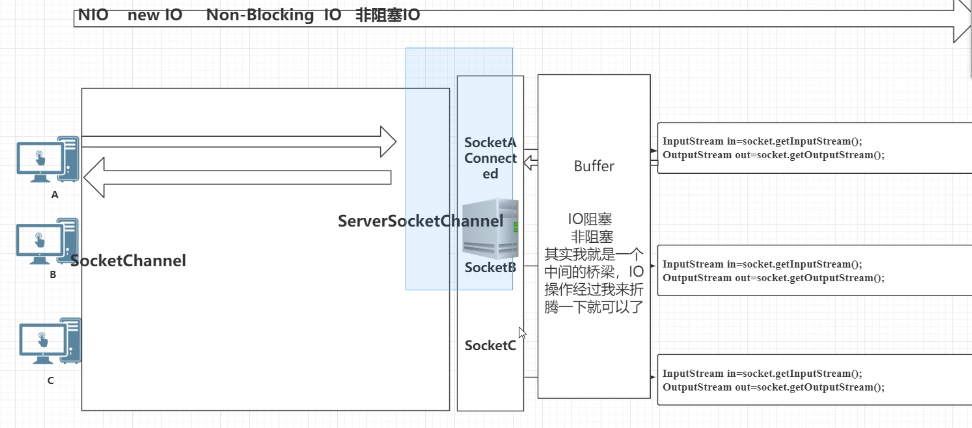 NIO new IO Non-Blocking IO 非阻塞IO
A
B
C
SocketChannel
ServerSocketChannel
SocketA
Connect
ed
SocketB
SocketC
Buffer
IO阻塞
非阻塞
其实我就是一个
中间的桥梁，IO
操作经过我来折
腾一下就可以了
InputStream in=socket.getInputStream();
OutputStream out=socket.getOutputStream();
InputStream in=socket.getInputStream();
OutputStream out=socket.getOutputStream();
InputStream in=socket.getInputStream();
OutputStream out=socket.getOutputStream();